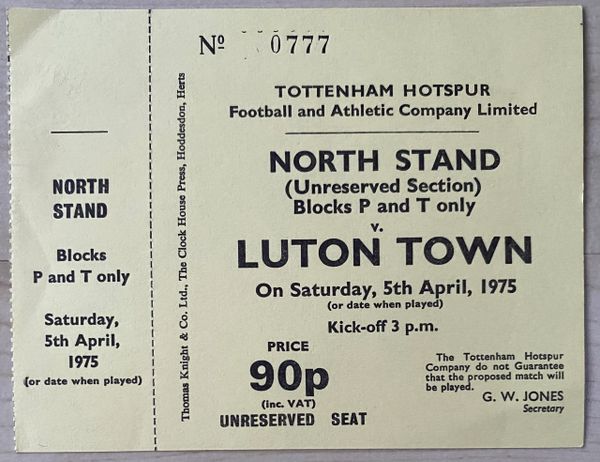 NORTH
STAND
Blocks
P and T only
Saturday,
5th April,
1975
(or date when played)
Thomas Knight & Co. Ltd., The Clock House Press, Hoddesdon, Herts
Nº 0777
TOTTENHAM HOTSPUR
Football and Athletic Company Limited
NORTH STAND
(Unreserved Section)
Blocks P and T only
v.
LUTON TOWN
On Saturday, 5th April, 1975
(or date when played)
Kick-off 3 p.m.
PRICE
90p
(inc. VAT)
UNRESERVED SEAT
The Tottenham Hotspur
Company do not Guarantee
that the proposed match will
be played.
G. W. JONES
Secretary